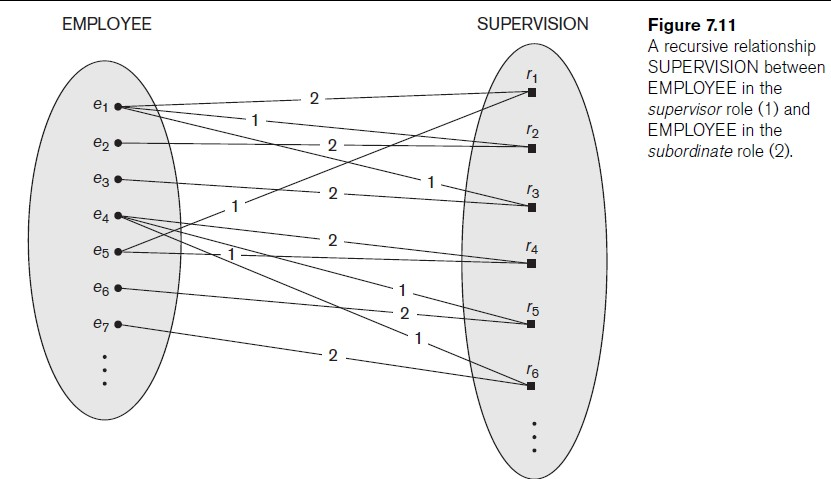 EMPLOYEE
SUPERVISION
Figure 7.11
A recursive relationship
SUPERVISION between
EMPLOYEE in the
supervisor role (1) and
EMPLOYEE in the
subordinate role (2).
e1
e2
e3
e4
e5
e6
e7
2
1
2
1
2
1
2
1
1
2
1
2
r1
r2
r3
r4
r5
r6